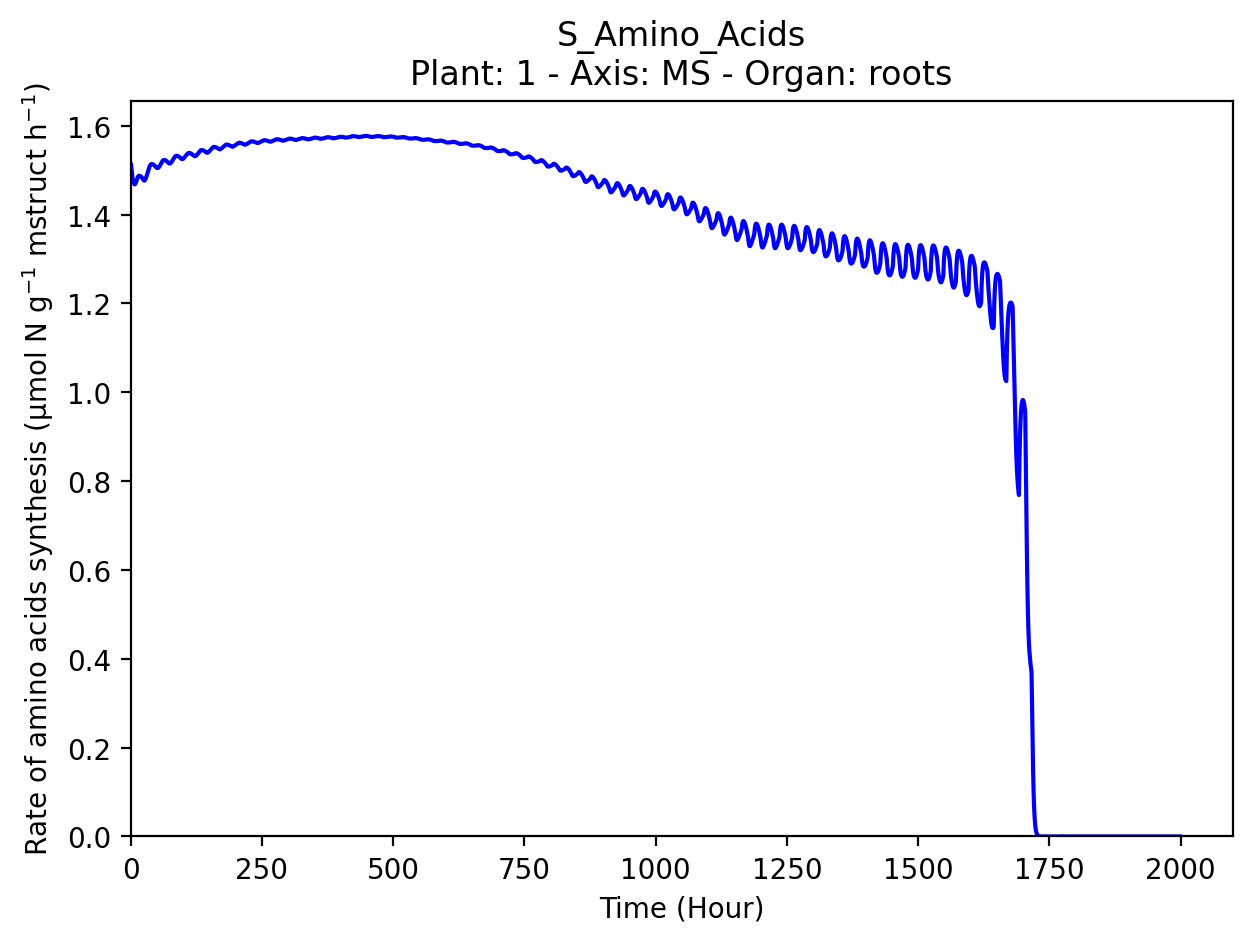 S_Amino_Acids
Plant: 1 - Axis: MS - Organ: roots
Rate of amino acids synthesis (µmol N g⁻¹ mstruct h⁻¹)
1.6
1.4
1.2
1.0
0.8
0.6
0.4
0.2
0.0
0 250 500 750 1000 1250 1500 1750 2000
Time (Hour)